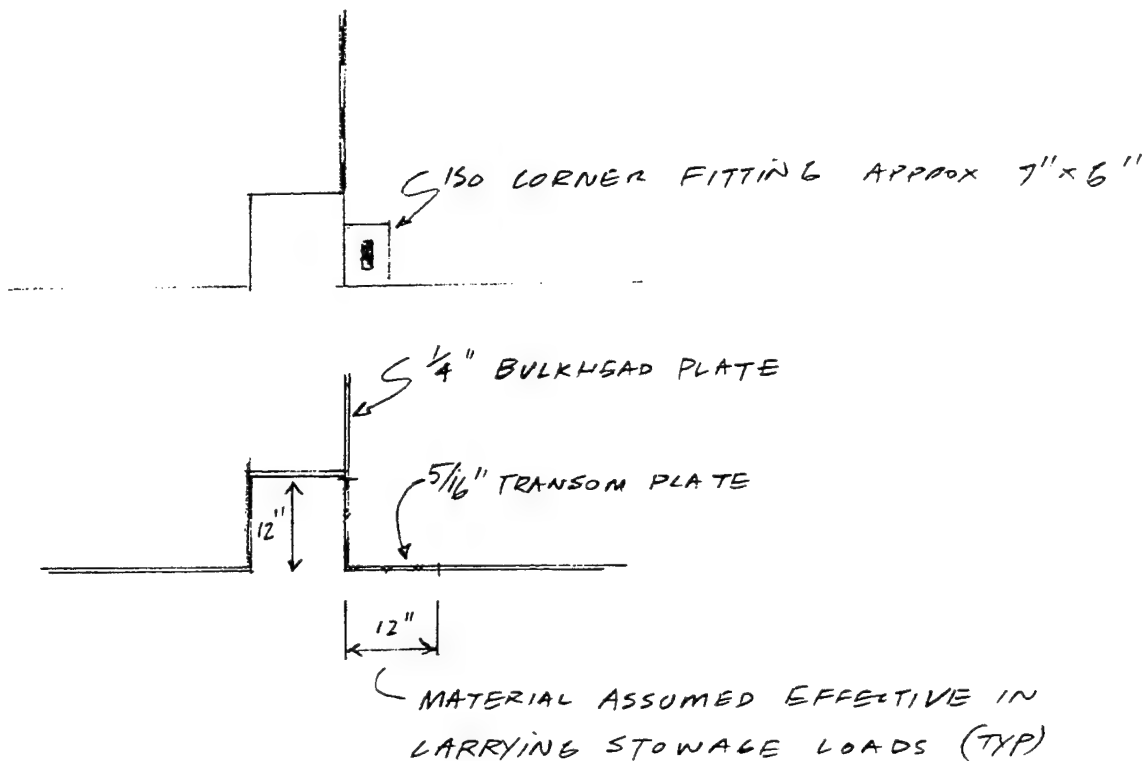 ISO CORNER FITTING APPROX 7" x 6"
1/4" BULKHEAD PLATE
5/16" TRANSOM PLATE
12"
12"
MATERIAL ASSUMED EFFECTIVE IN
CARRYING STOWAGE LOADS (TYP)